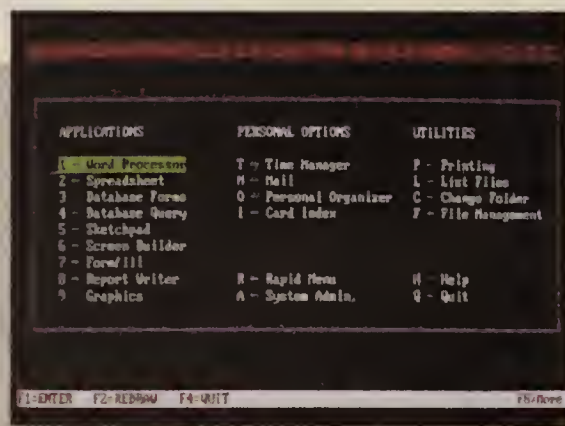 APPLICATIONS PERSONAL OPTIONS UTILITIES
1 - Word Processor T - Time Manager P - Printing
2 - Spreadsheet M - Mail L - List Files
3 Database Forms O - Personal Organizer C - Change Folder
4 - Database Query I - Card Index F - File Management
5 - Sketchpad
6 - Screen Builder
7 - Formfill
8 - Report Writer R - Rapid Menu H - Help
9 Graphics A - System Admin. Q - Quit
F1=ENTER F2=REDRAW F4=QUIT F8=More